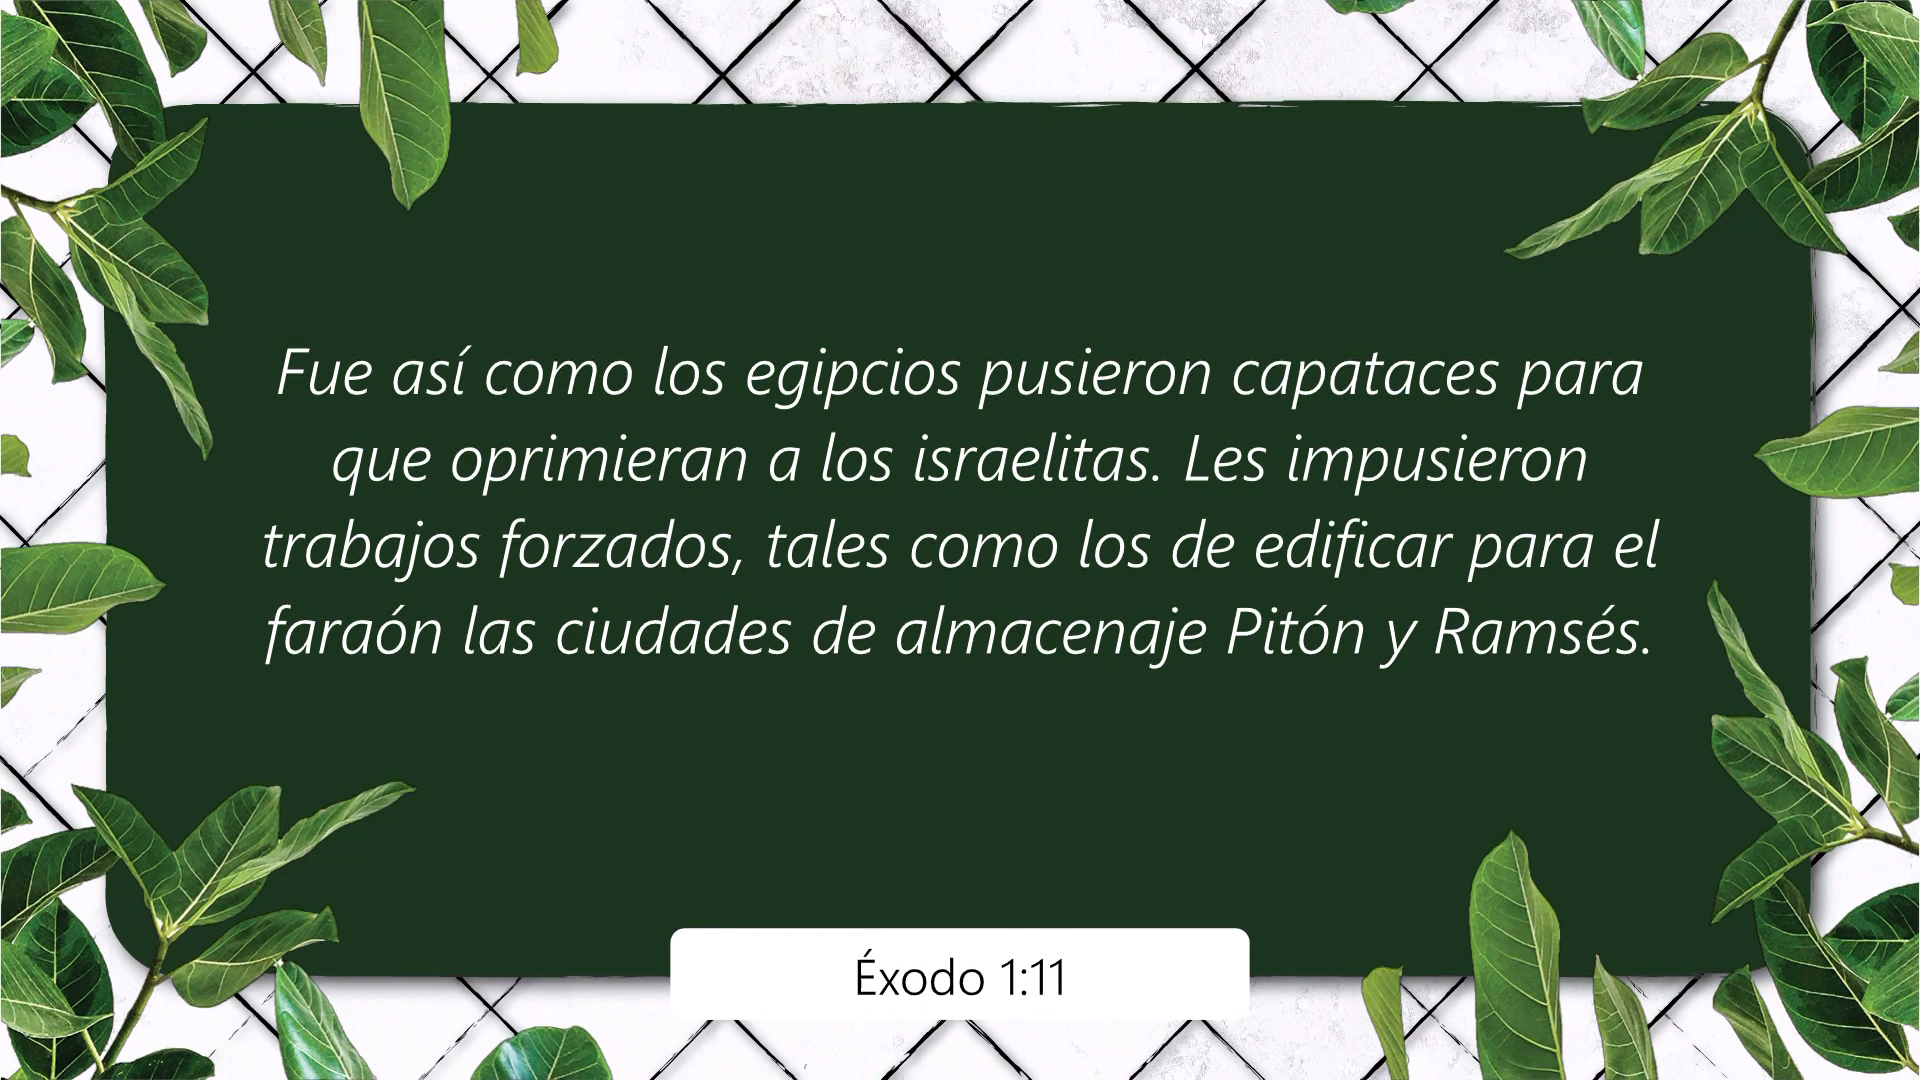 Fue así como los egipcios pusieron capataces para
que oprimieran a los israelitas. Les impusieron
trabajos forzados, tales como los de edificar para el
faraón las ciudades de almacenaje Pitón y Ramsés.
Éxodo 1:11